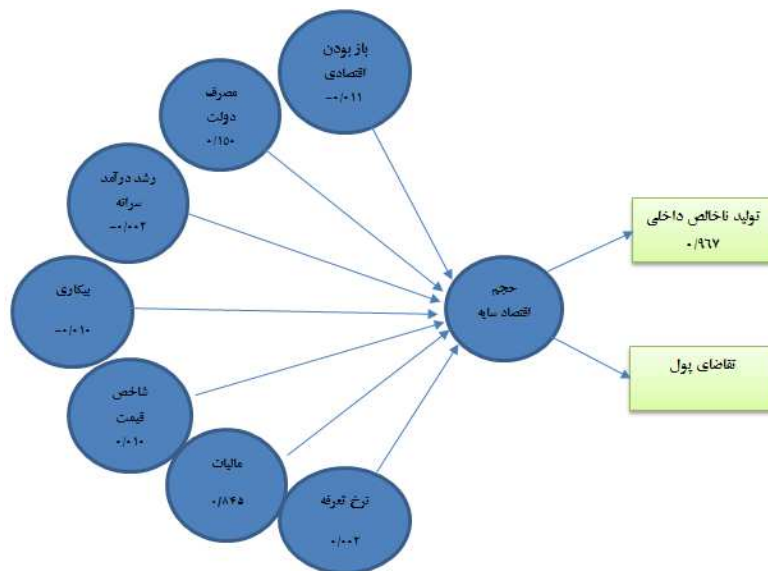 باز بودن
اقتصادی
-۰/۰۱۱
مصرف
دولت
۰/۱۵۰
رشد درآمد
سرانه
-۰/۰۰۲
بیکاری
-۰/۰۱۰
شاخص
قیمت
۰/۰۱۰
مالیات
۰/۸۴۵
نرخ تعرفه
۰/۰۰۲
حجم
اقتصاد سایه
تولید ناخالص داخلی
۰/۹۶۷
تقاضای پول